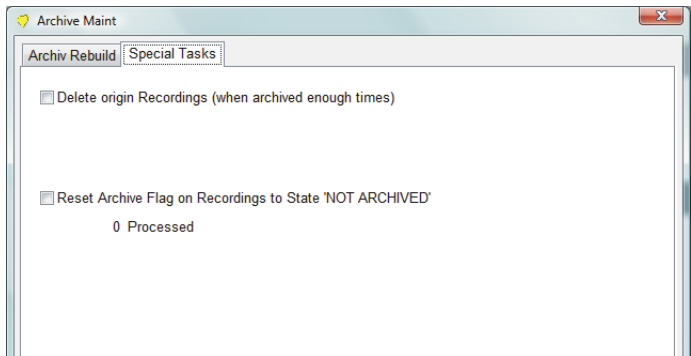 Archive Maint
Archiv Rebuild Special Tasks
Delete origin Recordings (when archived enough times)
Reset Archive Flag on Recordings to State 'NOT ARCHIVED'
0 Processed